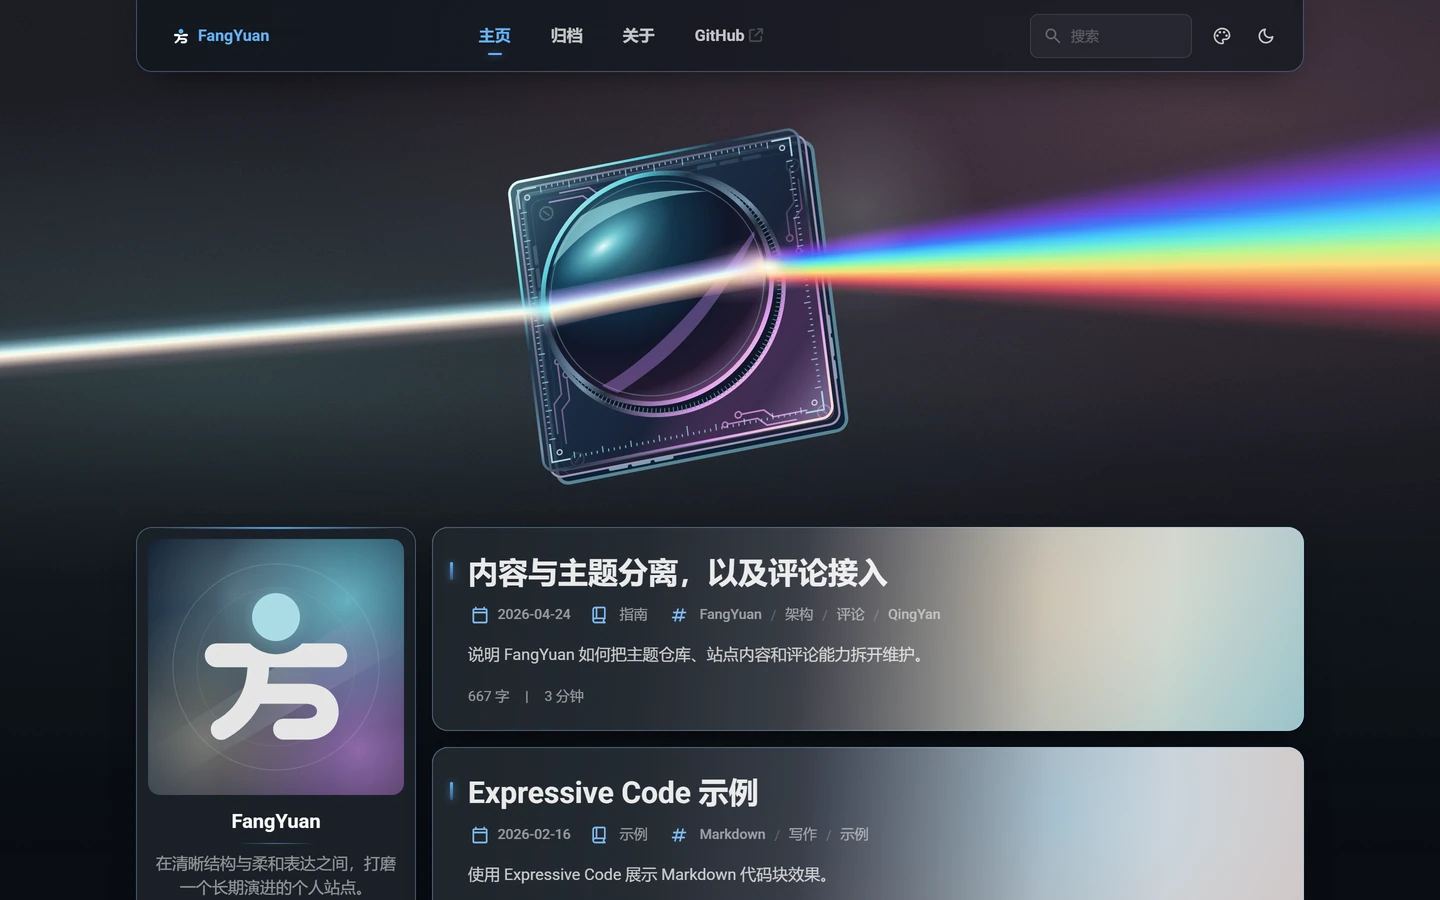 FangYuan 主页 归档 关于 GitHub 搜索
内容与主题分离，以及评论接入
2026-04-24 指南 # FangYuan / 架构 / 评论 / QingYan
说明 FangYuan 如何把主题仓库、站点内容和评论能力拆开维护。
667 字 | 3 分钟
Expressive Code 示例
2026-02-16 示例 # Markdown / 写作 / 示例
使用 Expressive Code 展示 Markdown 代码块效果。
方
FangYuan
在清晰结构与柔和表达之间，打磨
一个长期演进的个人站点。